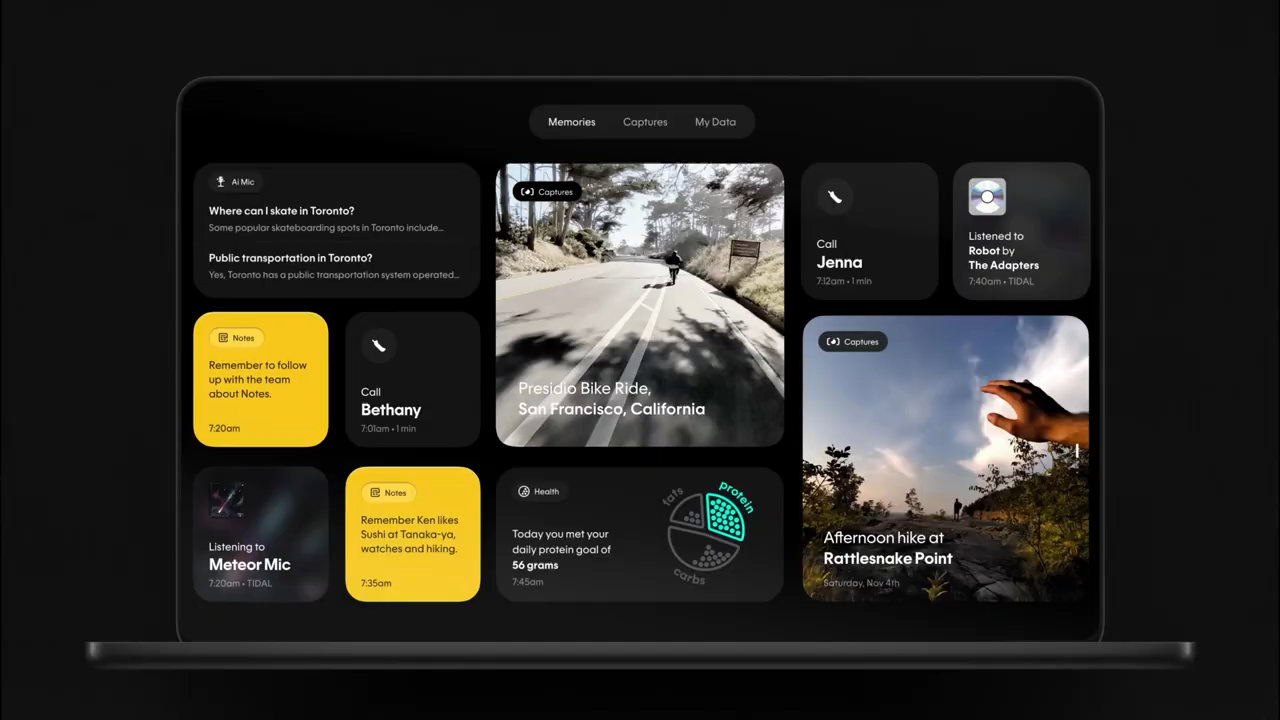 Memories
Captures
My Data
Ai Mic
Where can I skate in Toronto?
Some popular skateboarding spots in Toronto include...
Public transportation in Toronto?
Yes, Toronto has a public transportation system operated...
Notes
Remember to follow
up with the team
about Notes.
7:20am
Call
Bethany
7:01am • 1 min
Listening to
Meteor Mic
7:20am • TIDAL
Notes
Remember Ken likes
Sushi at Tanaka-ya,
watches and hiking.
7:35am
Captures
Presidio Bike Ride,
San Francisco, California
Health
Today you met your
daily protein goal of
56 grams
7:45am
fats
protein
carbs
Call
Jenna
7:12am • 1 min
Listened to
Robot by
The Adapters
7:40am • TIDAL
Captures
Afternoon hike at
Rattlesnake Point
Saturday, Nov 4th